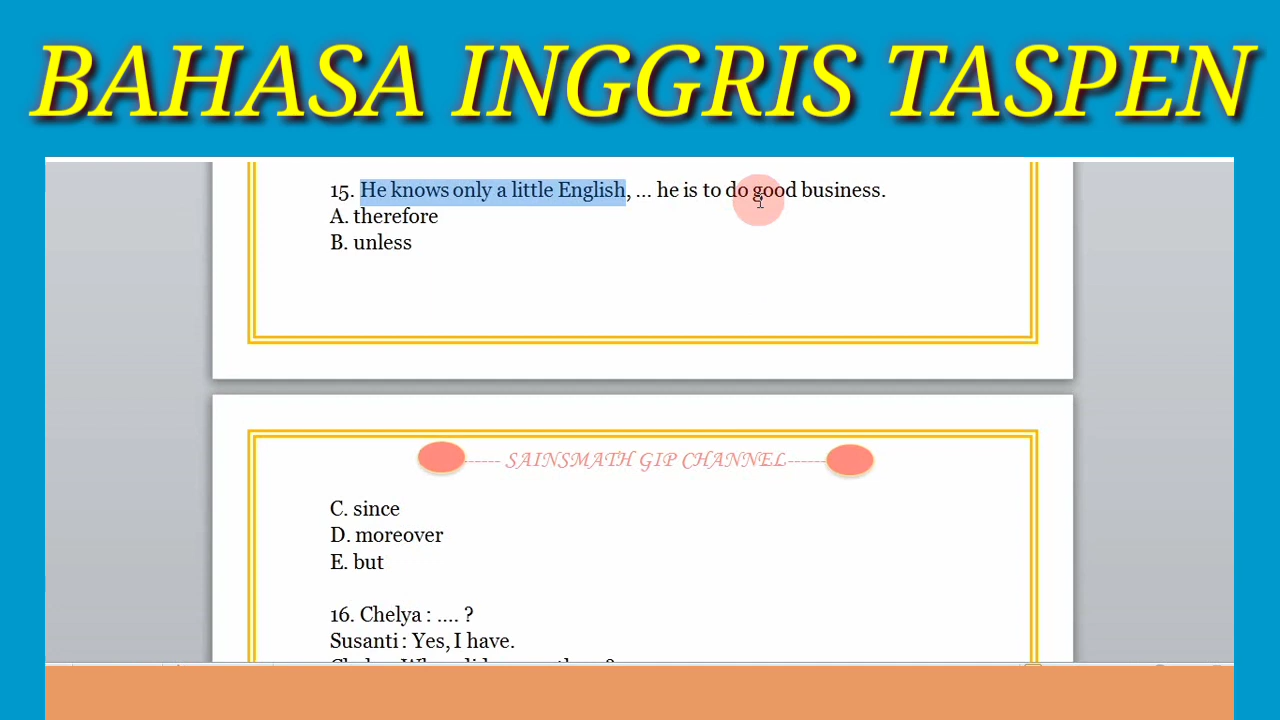 BAHASA INGGRIS TASPEN
15. He knows only a little English, ... he is to do good business.
A. therefore
B. unless
------ SAINSMATH GIP CHANNEL------
C. since
D. moreover
E. but
16. Chelya : .... ?
Susanti : Yes, I have.